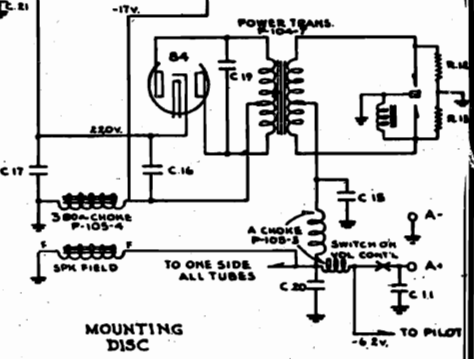 C.21
-17V.
POWER TRANS.
P-104-7
84
C.19
R.12
R.13
220V.
C.17
C.16
C.15
380Ω CHOKE
P-105-4
A CHOKE
P-105-3
A-
SWITCH ON
VOL CONT'L
F
F
SPK FIELD
TO ONE SIDE
ALL TUBES
A+
C.20
C.11
MOUNTING
DISC
-6.2V.
TO PILOT